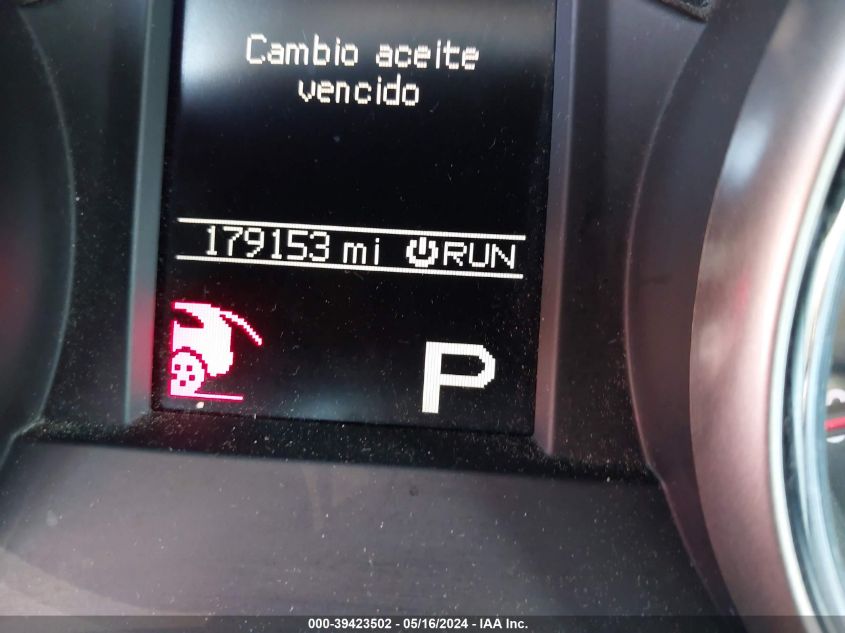 Cambio aceite
vencido
179153 mi RUN
P
000-39423502 - 05/16/2024 - IAA Inc.